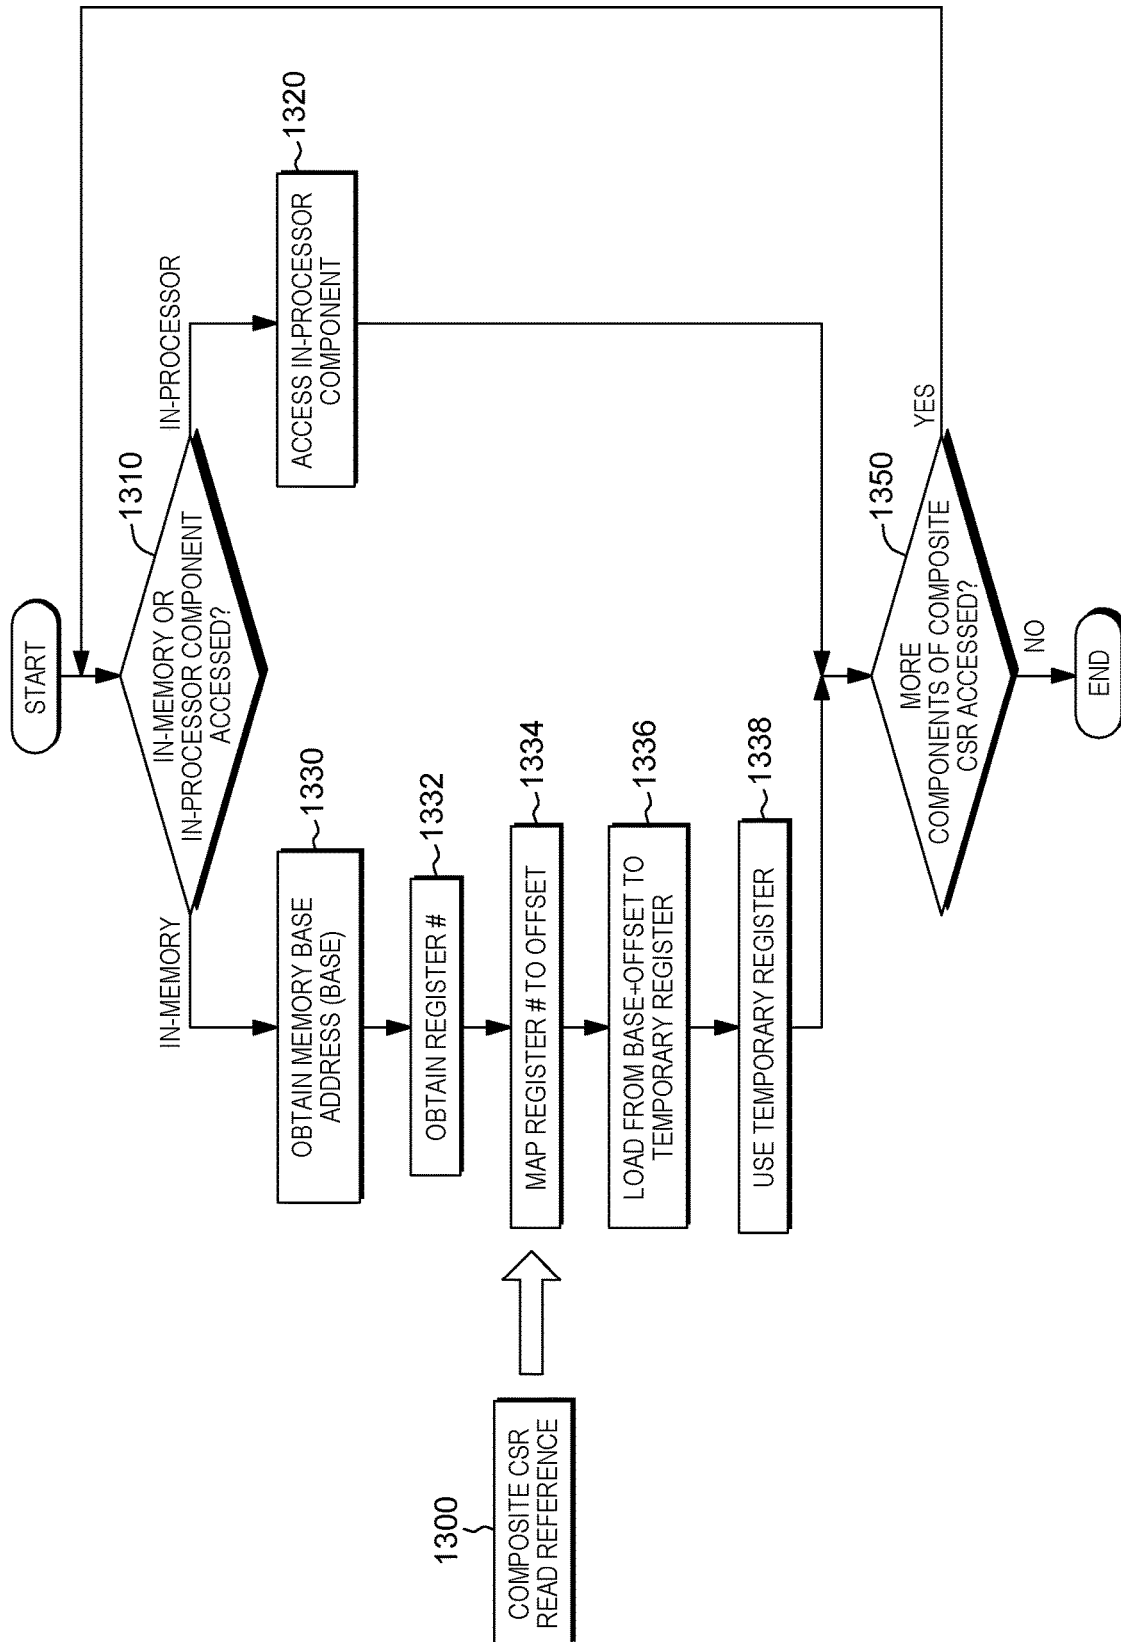 COMPOSITE CSR
READ REFERENCE
1300
START
IN-MEMORY OR
IN-PROCESSOR COMPONENT
ACCESSED?
1310
IN-MEMORY
IN-PROCESSOR
ACCESS IN-PROCESSOR
COMPONENT
1320
OBTAIN MEMORY BASE
ADDRESS (BASE)
1330
OBTAIN REGISTER #
1332
MAP REGISTER # TO OFFSET
1334
LOAD FROM BASE+OFFSET TO
TEMPORARY REGISTER
1336
USE TEMPORARY REGISTER
1338
MORE
COMPONENTS OF COMPOSITE
CSR ACCESSED?
1350
YES
NO
END